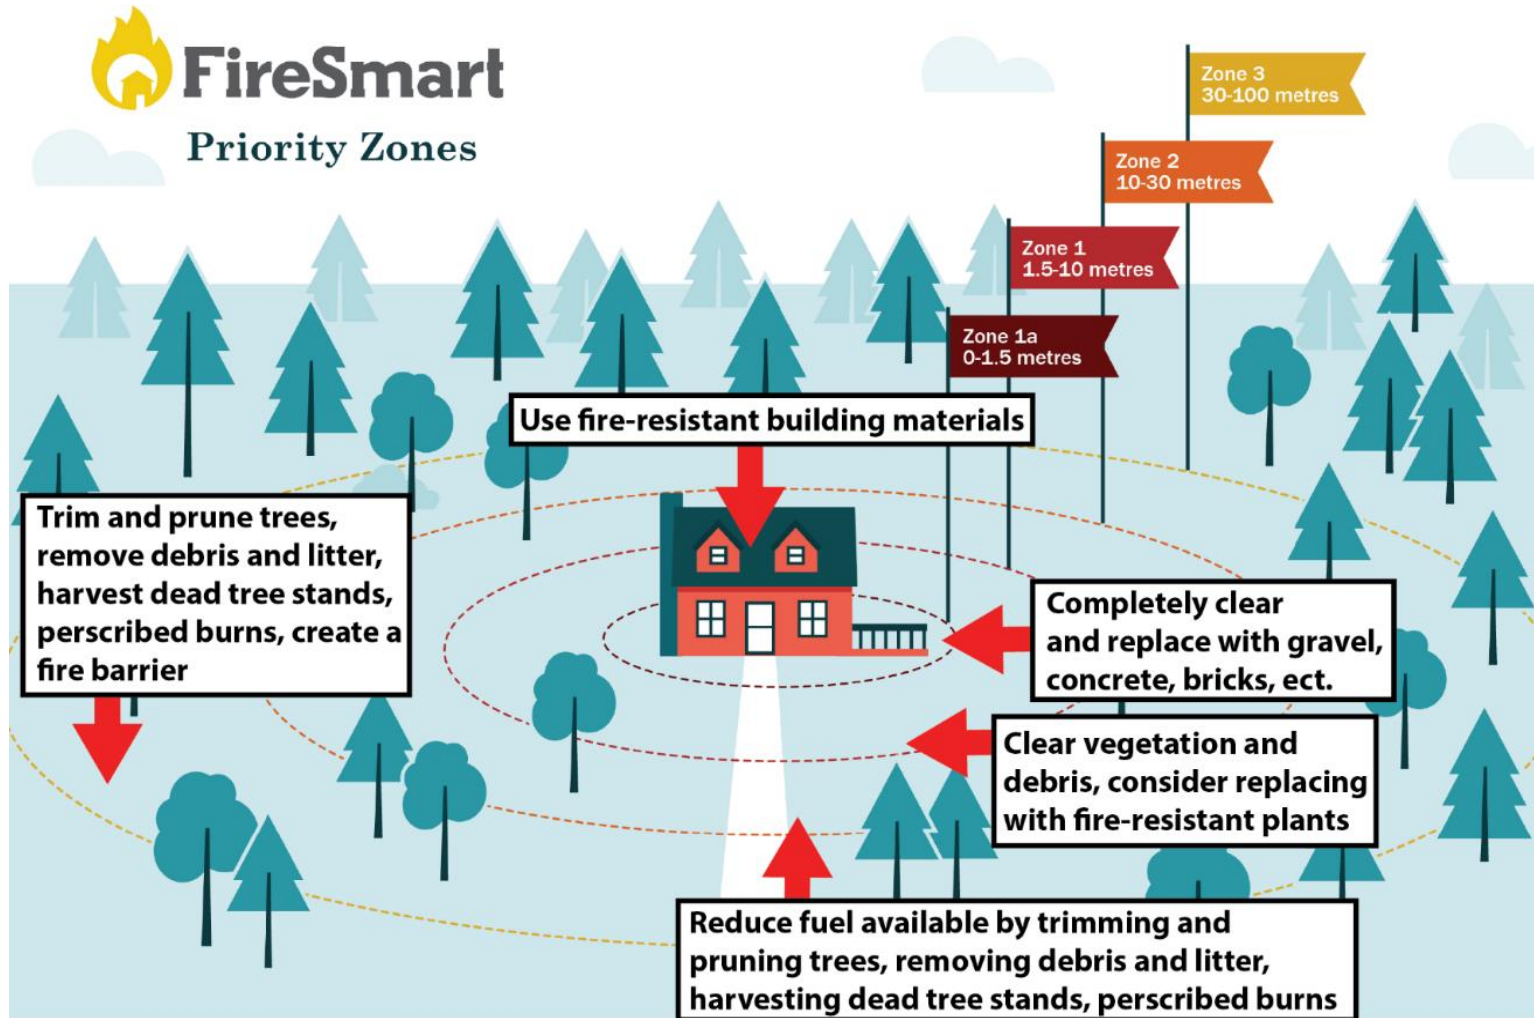 FireSmart
Priority Zones
Zone 3
30-100 metres
Zone 2
10-30 metres
Zone 1
1.5-10 metres
Zone 1a
0-1.5 metres
Use fire-resistant building materials
Trim and prune trees,
remove debris and litter,
harvest dead tree stands,
perscribed burns, create a
fire barrier
Completely clear
and replace with gravel,
concrete, bricks, ect.
Clear vegetation and
debris, consider replacing
with fire-resistant plants
Reduce fuel available by trimming and
pruning trees, removing debris and litter,
harvesting dead tree stands, perscribed burns